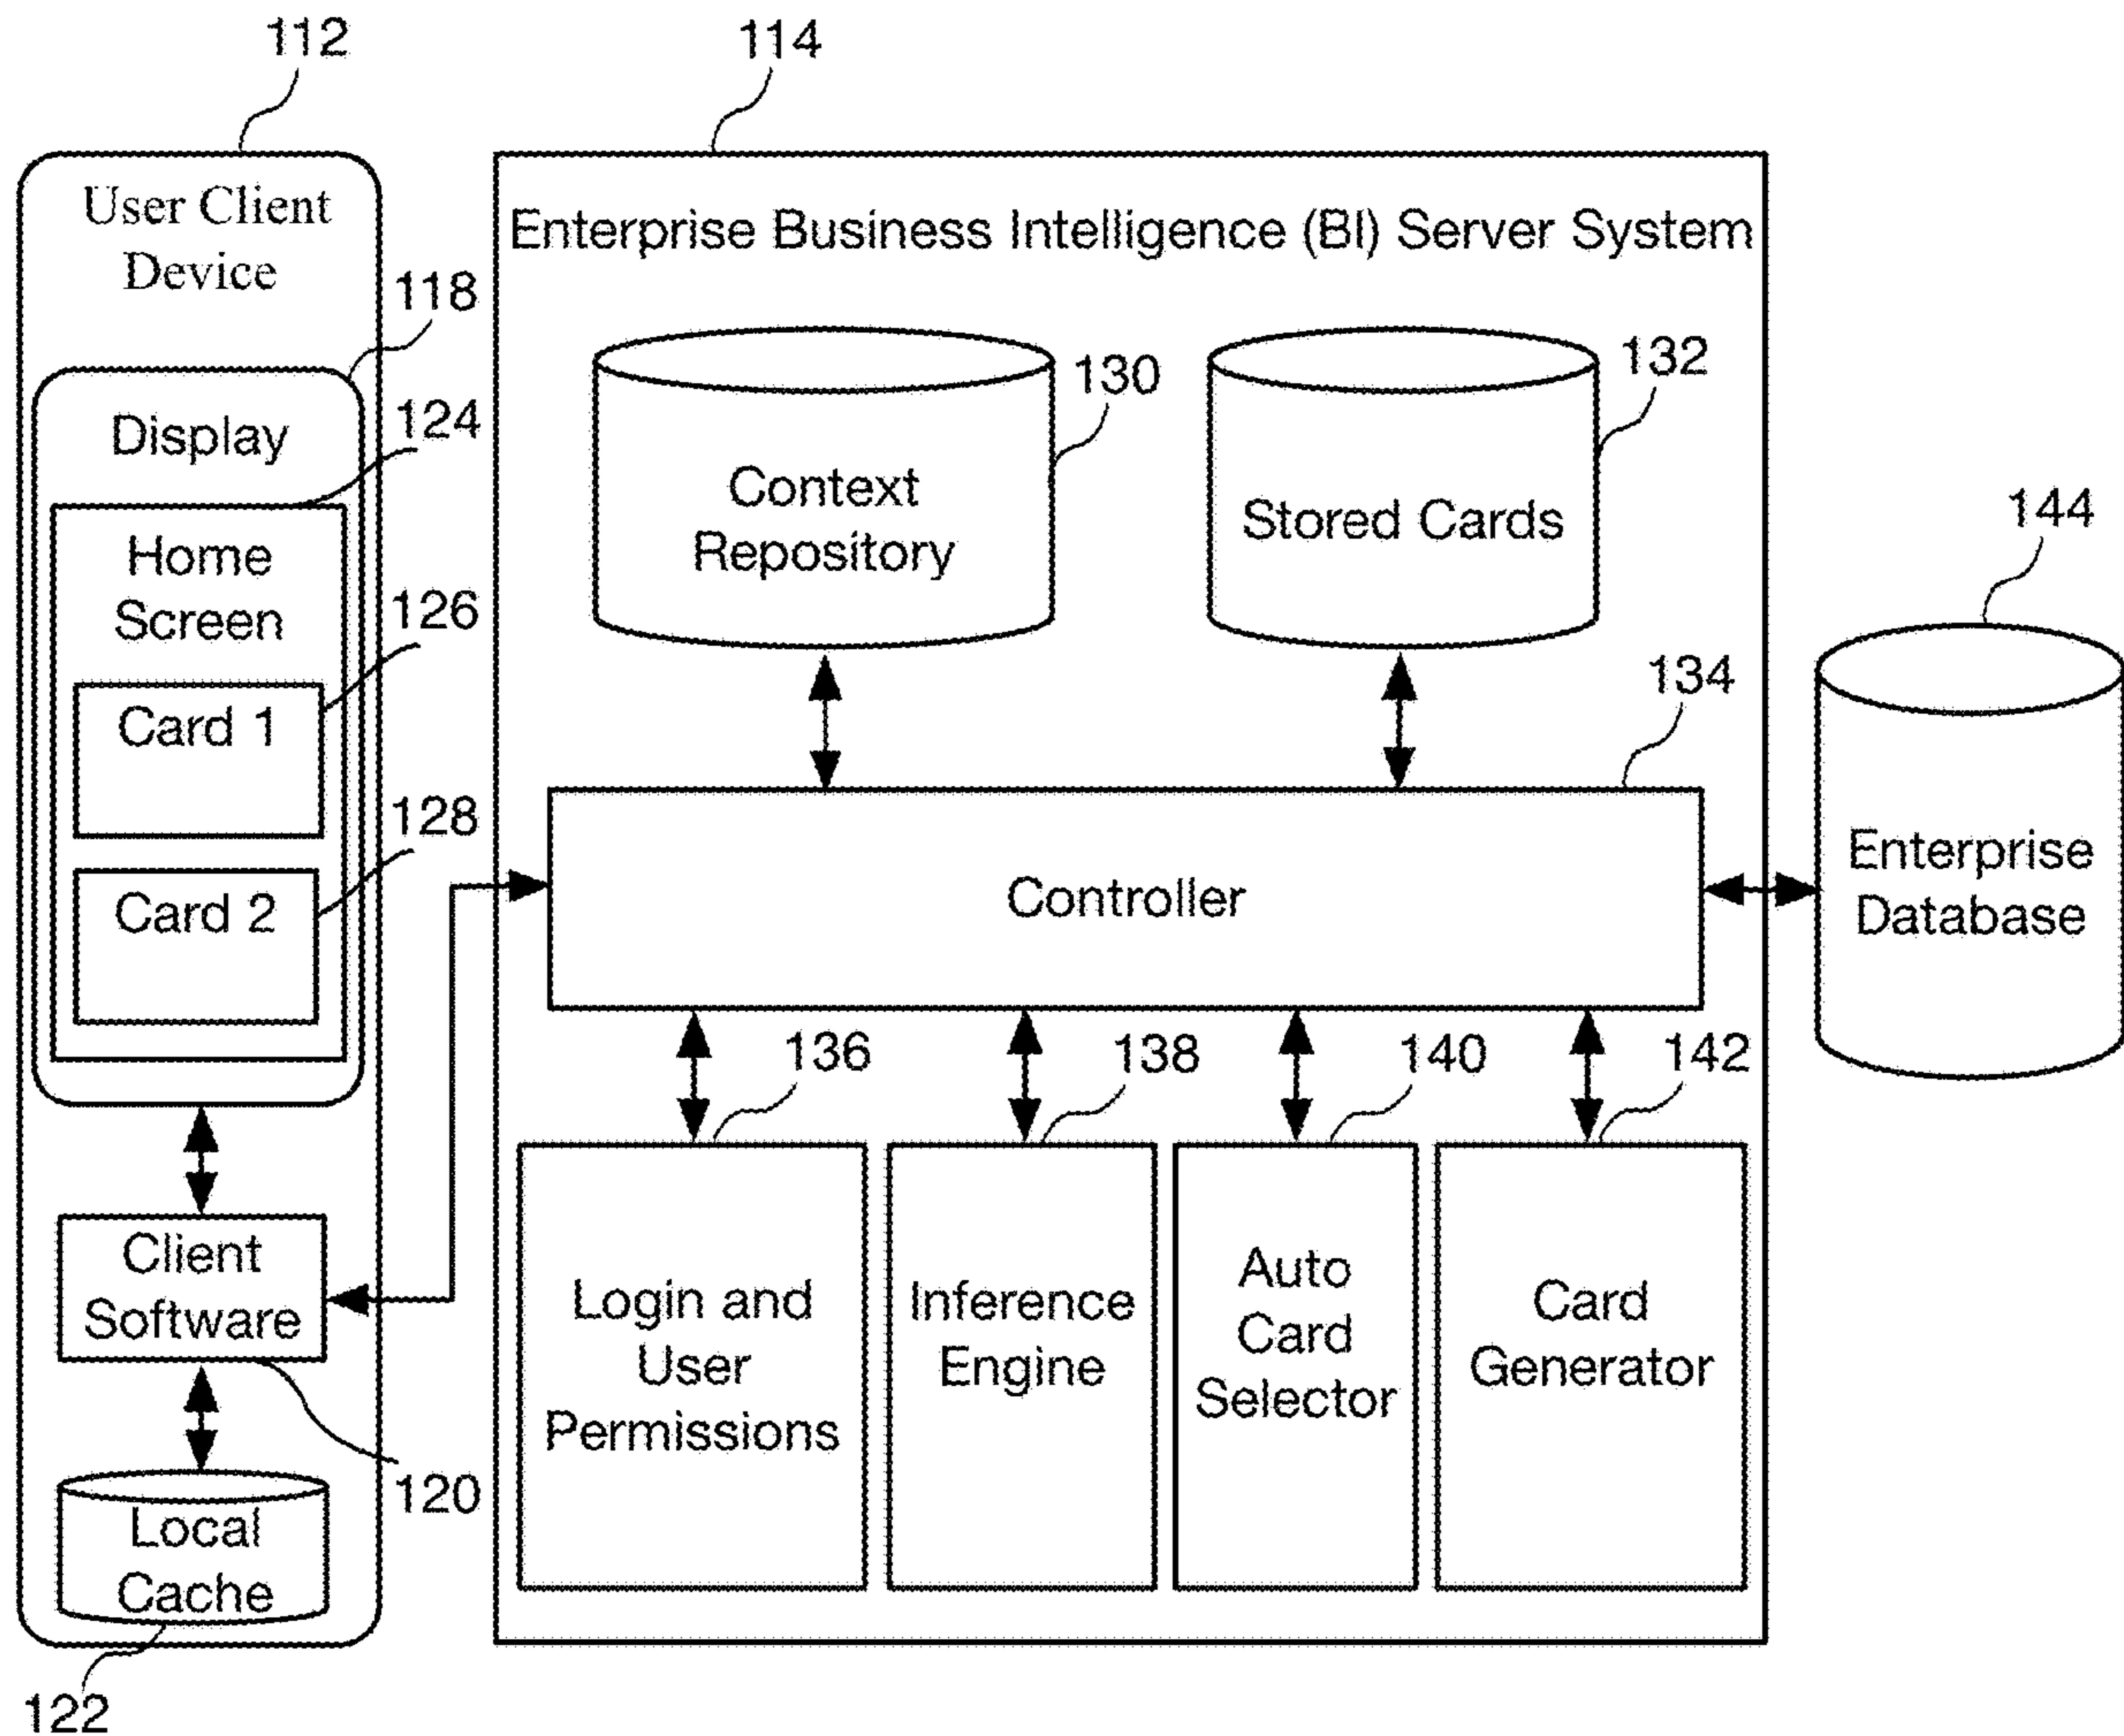 112
114
User Client
Device
Enterprise Business Intelligence (BI) Server System
118
130
132
Display
124
Context
Repository
Stored Cards
144
Home
Screen
126
134
Card 1
128
Enterprise
Database
Card 2
Controller
136
138
140
142
Client
Software
Login and
User
Permissions
Inference
Engine
Auto
Card
Selector
Card
Generator
120
Local
Cache
122